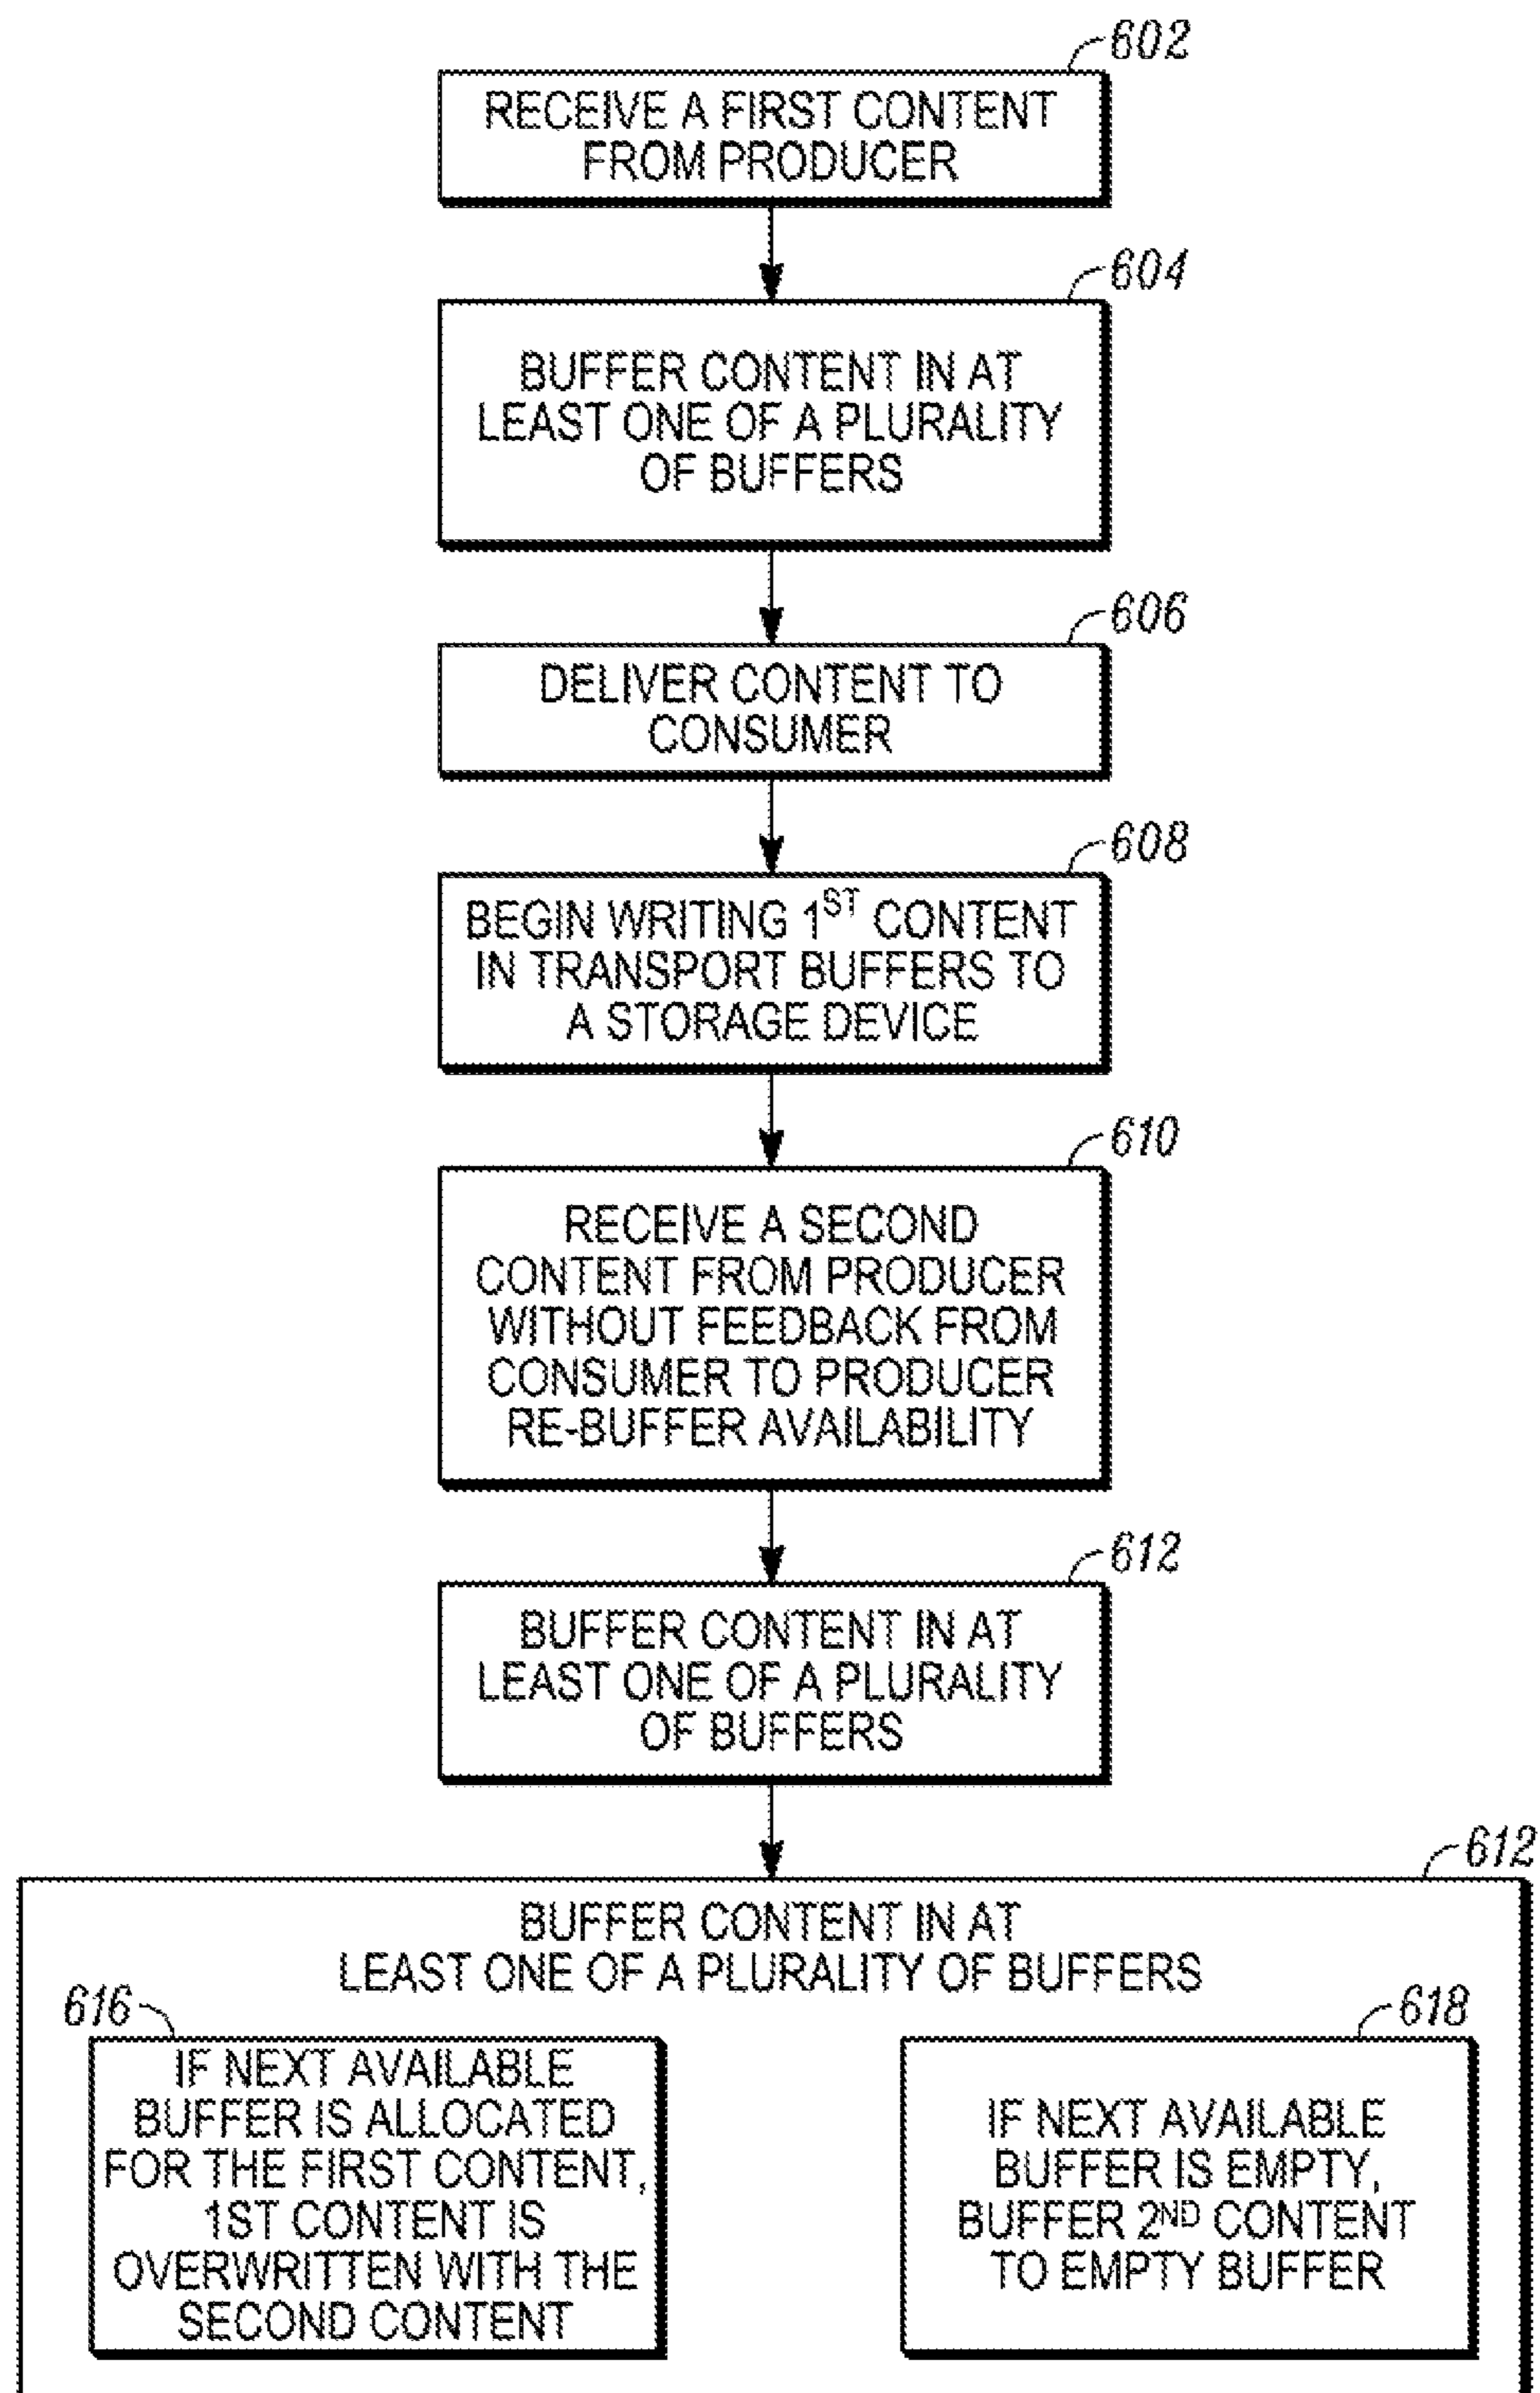 602
RECEIVE A FIRST CONTENT
FROM PRODUCER
604
BUFFER CONTENT IN AT
LEAST ONE OF A PLURALITY
OF BUFFERS
606
DELIVER CONTENT TO
CONSUMER
608
BEGIN WRITING 1ST CONTENT
IN TRANSPORT BUFFERS TO
A STORAGE DEVICE
610
RECEIVE A SECOND
CONTENT FROM PRODUCER
WITHOUT FEEDBACK FROM
CONSUMER TO PRODUCER
RE-BUFFER AVAILABILITY
612
BUFFER CONTENT IN AT
LEAST ONE OF A PLURALITY
OF BUFFERS
612
BUFFER CONTENT IN AT
LEAST ONE OF A PLURALITY OF BUFFERS
616
IF NEXT AVAILABLE
BUFFER IS ALLOCATED
FOR THE FIRST CONTENT,
1ST CONTENT IS
OVERWRITTEN WITH THE
SECOND CONTENT
618
IF NEXT AVAILABLE
BUFFER IS EMPTY,
BUFFER 2ND CONTENT
TO EMPTY BUFFER